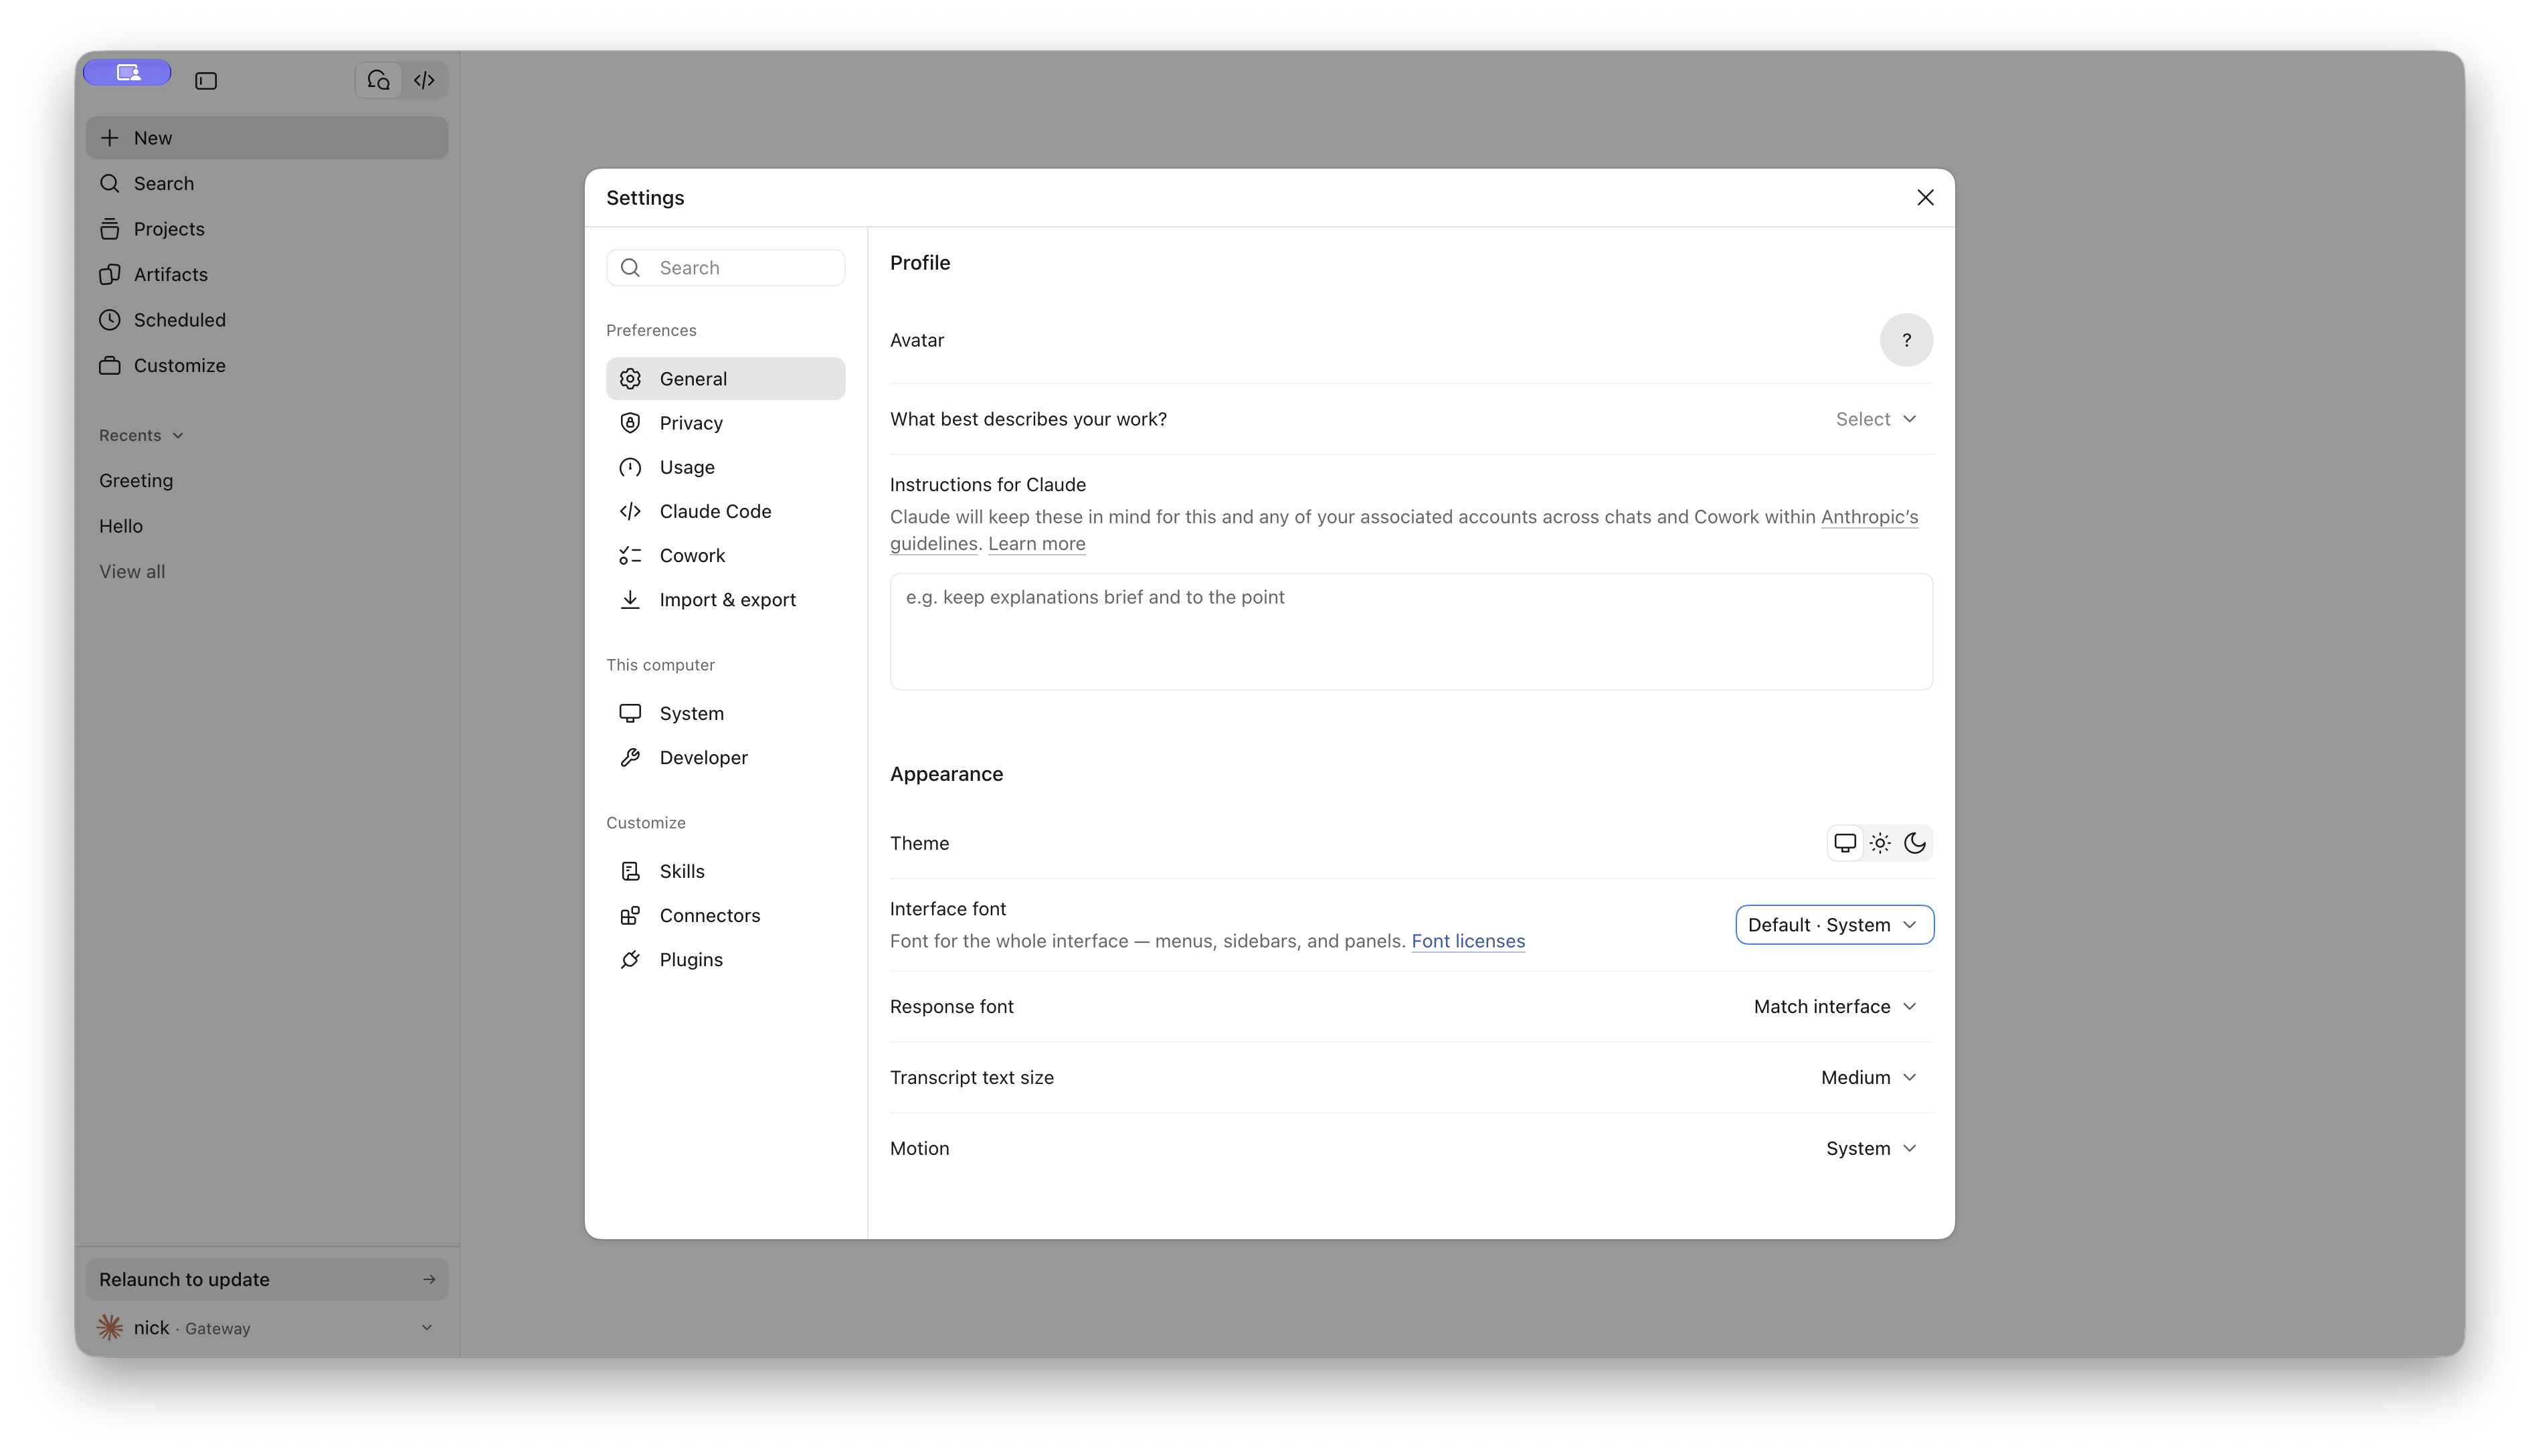 New
Search
Projects
Artifacts
Scheduled
Customize
Recents
Greeting
Hello
View all
Relaunch to update
nick · Gateway
Settings
Search
Preferences
General
Privacy
Usage
Claude Code
Cowork
Import & export
This computer
System
Developer
Customize
Skills
Connectors
Plugins
Profile
Avatar
?
What best describes your work?
Select
Instructions for Claude
Claude will keep these in mind for this and any of your associated accounts across chats and Cowork within Anthropic’s
guidelines. Learn more
e.g. keep explanations brief and to the point
Appearance
Theme
Interface font
Font for the whole interface — menus, sidebars, and panels. Font licenses
Default · System
Response font
Match interface
Transcript text size
Medium
Motion
System